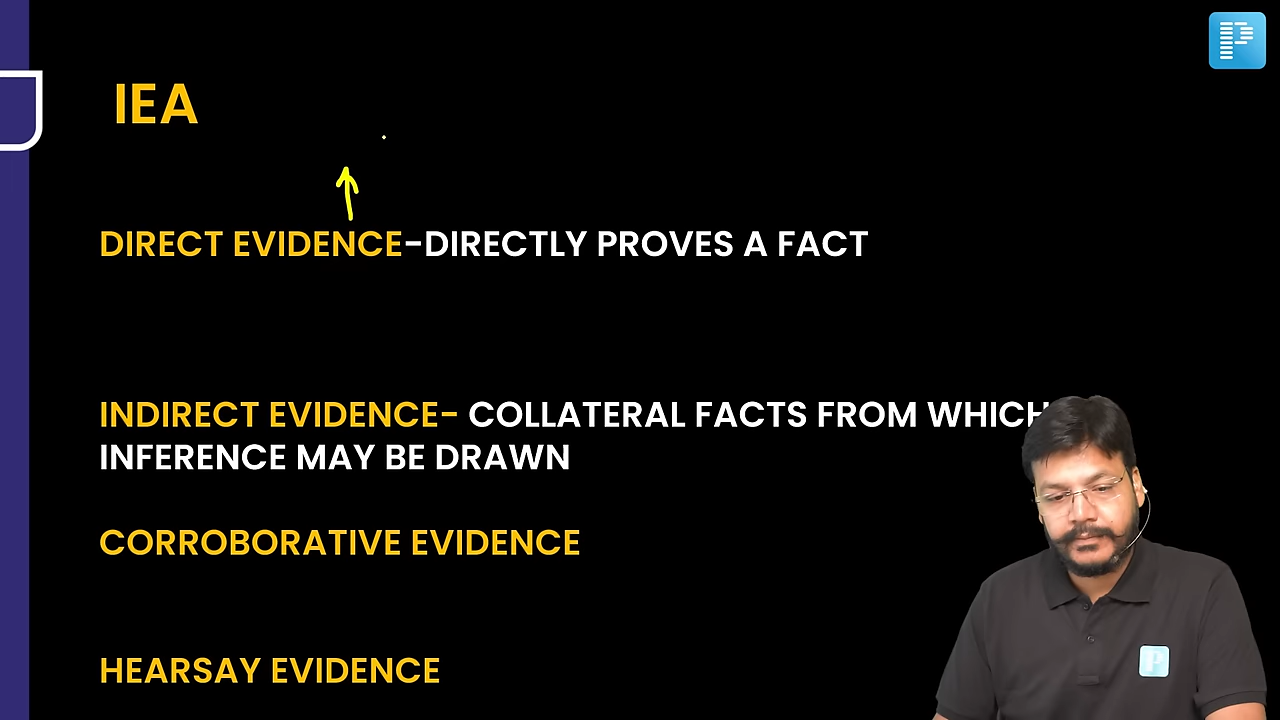 IEA
DIRECT EVIDENCE-DIRECTLY PROVES A FACT
INDIRECT EVIDENCE- COLLATERAL FACTS FROM WHICH
INFERENCE MAY BE DRAWN
CORROBORATIVE EVIDENCE
HEARSAY EVIDENCE